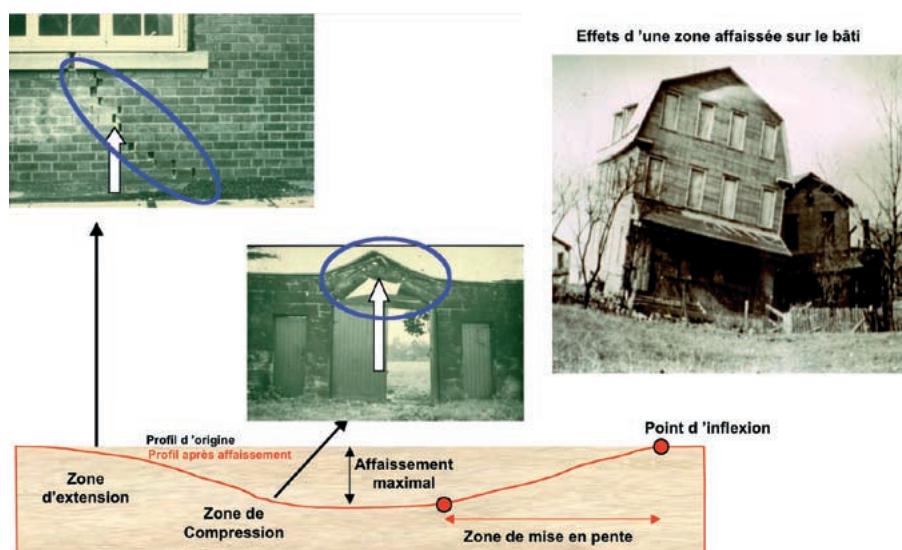 Effets d 'une zone affaissée sur le bâti
Profil d 'origine
Profil après affaissement
Point d 'inflexion
Zone
d'extension
Affaissement
maximal
Zone de
Compression
Zone de mise en pente